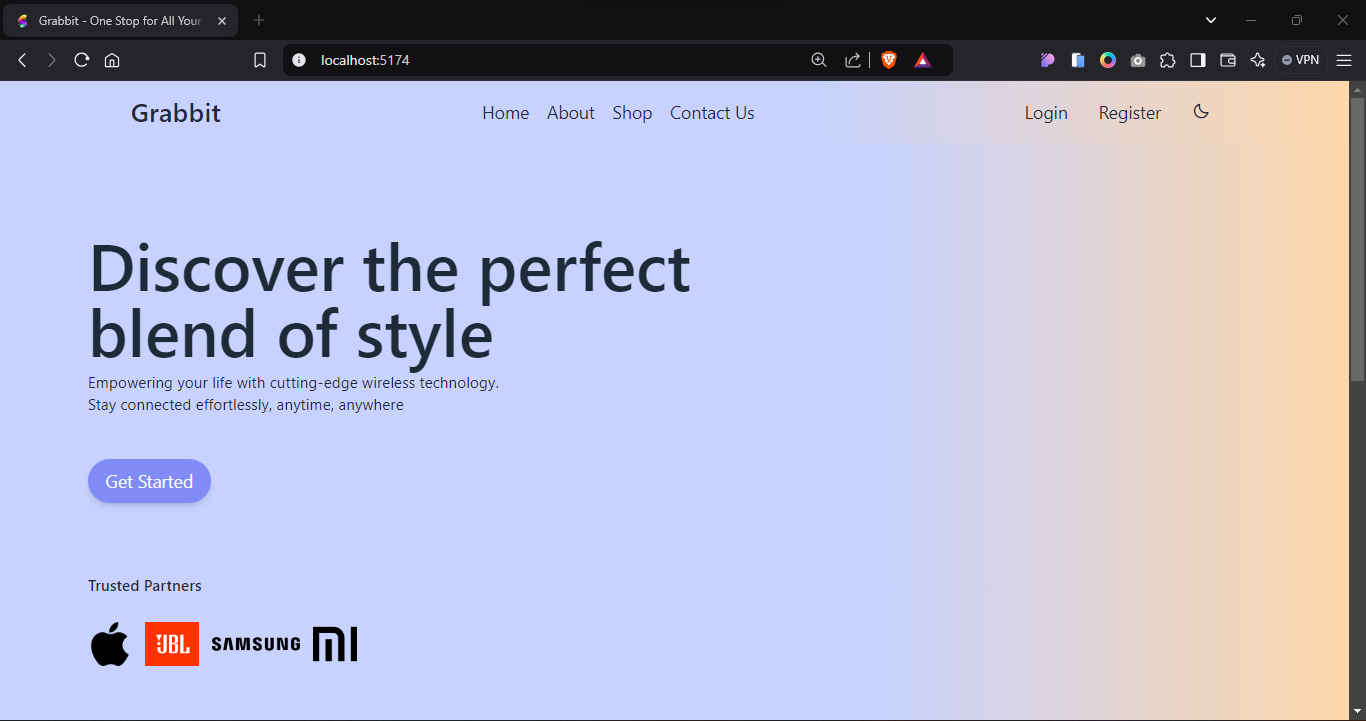 Grabbit - One Stop for All Your
localhost:5174
VPN
Grabbit
Home About Shop Contact Us
Login Register
Discover the perfect
blend of style
Empowering your life with cutting-edge wireless technology.
Stay connected effortlessly, anytime, anywhere
Get Started
Trusted Partners
JBL SAMSUNG MI